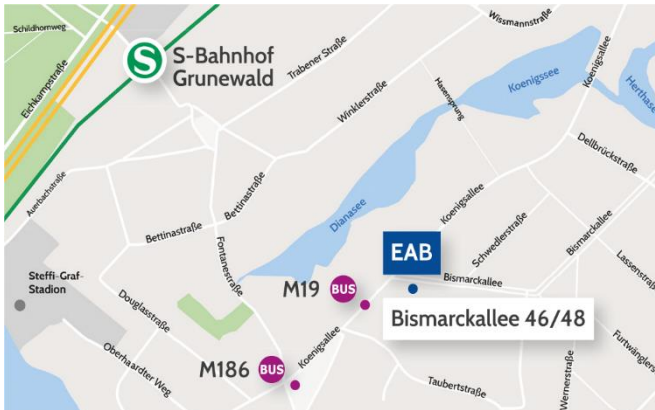 Schildhornweg
Eichkampstraße
S
S-Bahnhof
Grunewald
Trabener Straße
Wissmannstraße
Koenigssee
Koenigsallee
Herthasee
Winklerstraße
Hasensprung
Dellbrückstraße
Auerbachstraße
Bettinastraße
Bettinastraße
Dianasee
Koenigsallee
Schwedlerstraße
Bismarckallee
Lassenstraße
Fontanestraße
EAB
Bismarckallee
Steffi-Graf-
Stadion
M19
BUS
Bismarckallee 46/48
Douglasstraße
Oberhaardter Weg
Koenigsallee
M186
BUS
Taubertstraße
Wernerstraße